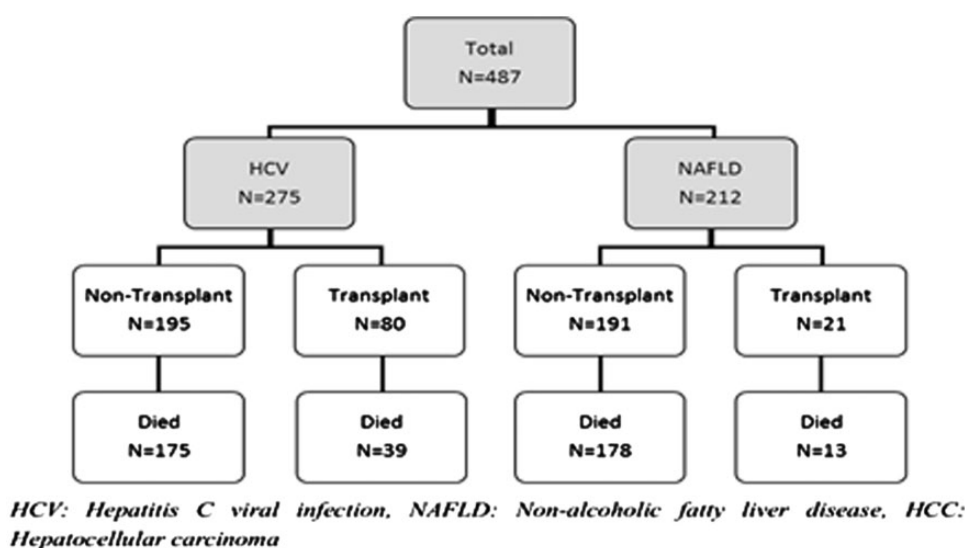 Total
N=487
HCV
N=275
NAFLD
N=212
Non-Transplant
N=195
Transplant
N=80
Non-Transplant
N=191
Transplant
N=21
Died
N=175
Died
N=39
Died
N=178
Died
N=13
HCV: Hepatitis C viral infection, NAFLD: Non-alcoholic fatty liver disease, HCC:
Hepatocellular carcinoma